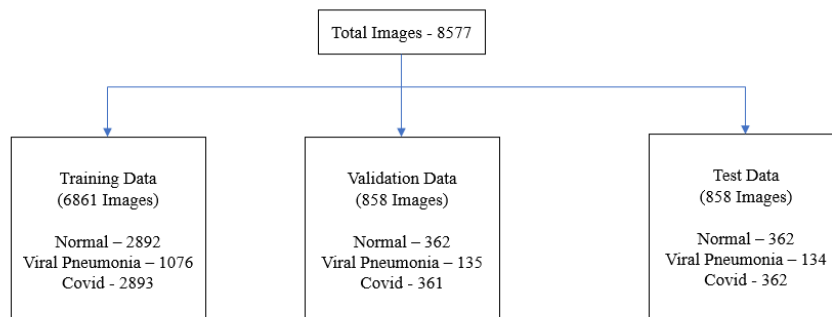 Total Images - 8577
Training Data
(6861 Images)
Normal – 2892
Viral Pneumonia – 1076
Covid - 2893
Validation Data
(858 Images)
Normal – 362
Viral Pneumonia – 135
Covid - 361
Test Data
(858 Images)
Normal – 362
Viral Pneumonia – 134
Covid - 362